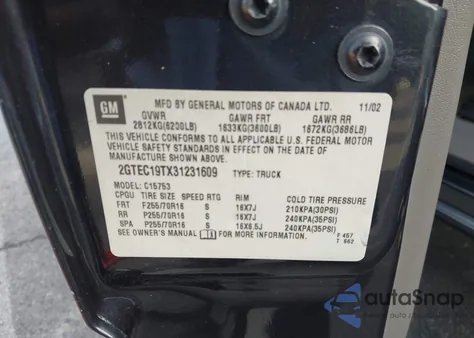 GM
MFD BY GENERAL MOTORS OF CANADA LTD. 11/02
GVWR GAWR FRT GAWR RR
2812KG(6200LB) 1633KG(3600LB) 1672KG(3686LB)
THIS VEHICLE CONFORMS TO ALL APPLICABLE U.S. FEDERAL MOTOR
VEHICLE SAFETY STANDARDS IN EFFECT ON THE DATE OF
MANUFACTURE SHOWN ABOVE.
2GTEC19TX31231609 TYPE: TRUCK
MODEL: C15753
CPGU TIRE SIZE SPEED RTG RIM COLD TIRE PRESSURE
FRT P255/70R16 S 16X7J 210KPA(30PSI)
RR P255/70R16 S 16X7J 240KPA(35PSI)
SPA P255/70R16 S 16X6.5J 240KPA(35PSI)
SEE OWNER'S MANUAL FOR MORE INFORMATION.
F 457
T 862
autoSnap